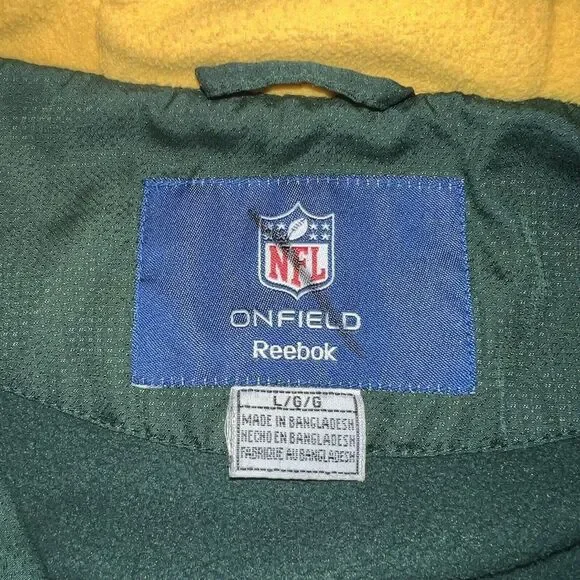 NFL
ONFIELD
Reebok
L/G/G
MADE IN BANGLADESH
HECHO EN BANGLADESH
FABRIQUE AU BANGLADESH